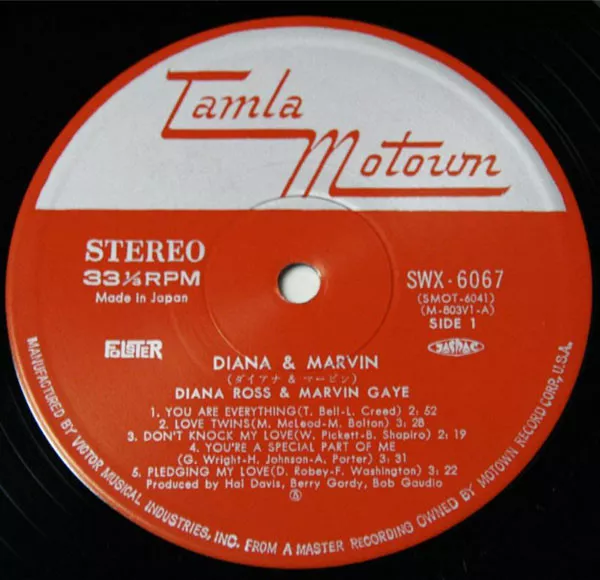 Tamla
Motown
STEREO
33⅓RPM
Made in Japan
SWX-6067
(SMOT-6041)
(M-803V1-A)
SIDE 1
FOLSTER
JASRAC
DIANA & MARVIN
(ダイアナ & マービン)
DIANA ROSS & MARVIN GAYE
1. YOU ARE EVERYTHING(T. Bell-L. Creed) 2: 52
2. LOVE TWINS(M. McLeod-M. Bolton) 3: 28
3. DON'T KNOCK MY LOVE(W. Pickett-B. Shapiro) 2: 19
4. YOU'RE A SPECIAL PART OF ME
(G. Wright-H. Johnson-A. Porter) 3: 31
5. PLEDGING MY LOVE(D. Robey-F. Washington) 3: 22
Produced by Hal Davis, Berry Gordy, Bob Gaudio
MANUFACTURED BY VICTOR MUSICAL INDUSTRIES, INC. FROM A MASTER RECORDING OWNED BY MOTOWN RECORD CORP., U.S.A.